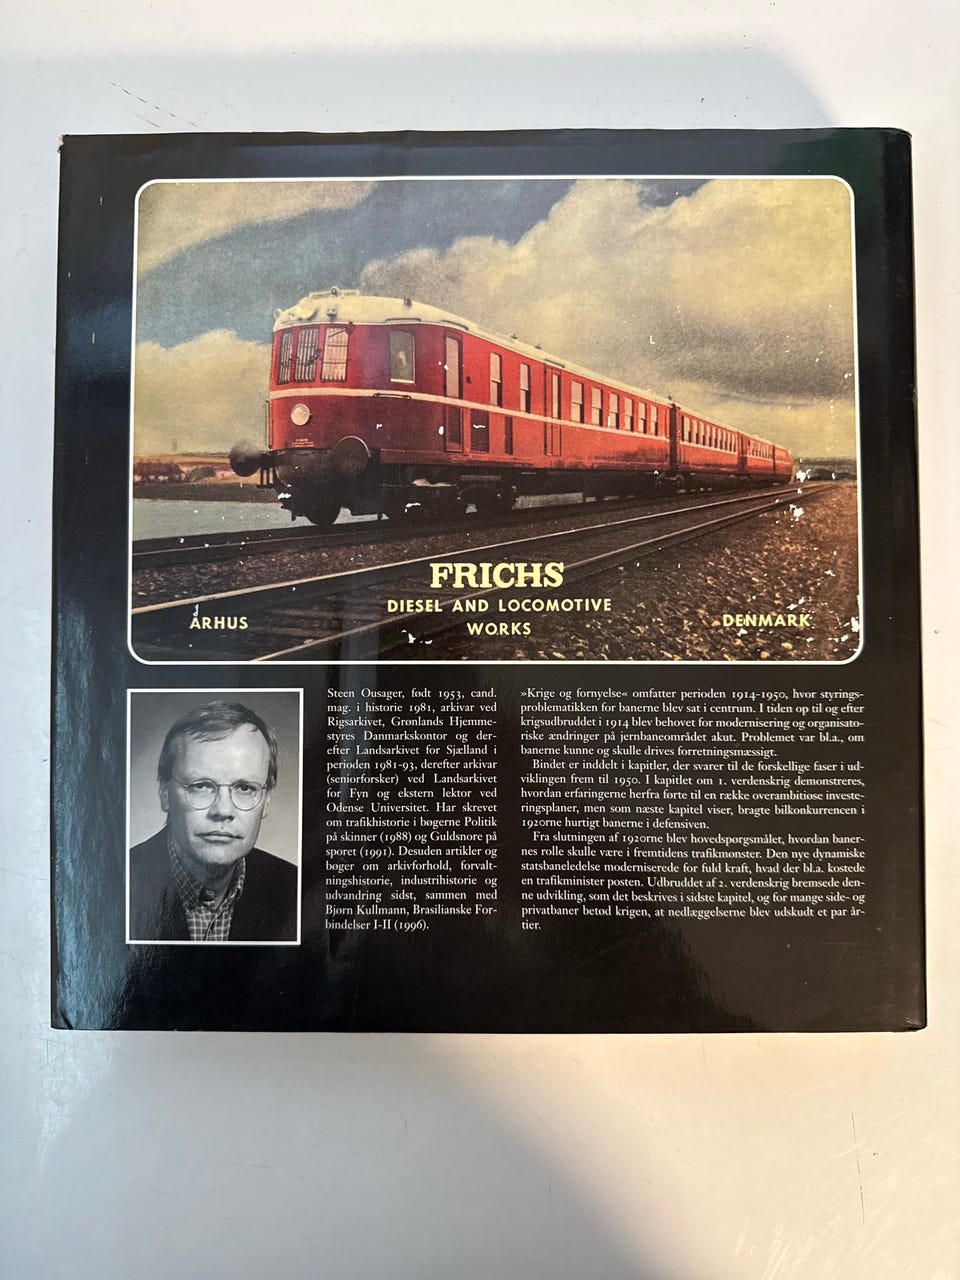 FRICHS
DIESEL AND LOCOMOTIVE
WORKS
ÅRHUS
DENMARK
Steen Ousager, født 1953, cand.
mag. i historie 1981, arkivar ved
Rigsarkivet, Grønlands Hjemme-
styres Danmarkskontor og der-
efter Landsarkivet for Sjælland i
perioden 1981-93, derefter arkivar
(seniorforsker) ved Landsarkivet
for Fyn og ekstern lektor ved
Odense Universitet. Har skrevet
om trafikhistorie i bøgerne Politik
på skinner (1988) og Guldsnore på
sporet (1991). Desuden artikler og
bøger om arkivforhold, forvalt-
ningshistorie, industrihistorie og
udvandring sidst, sammen med
Bjørn Kullmann, Brasilianske For-
bindelser I-II (1996).
»Krige og fornyelse« omfatter perioden 1914-1950, hvor styrings-
problematikken for banerne blev sat i centrum. I tiden op til og efter
krigsudbruddet i 1914 blev behovet for modernisering og organisato-
riske ændringer på jernbaneområdet akut. Problemet var bl.a., om
banerne kunne og skulle drives forretningsmæssigt.
Bindet er inddelt i kapitler, der svarer til de forskellige faser i ud-
viklingen frem til 1950. I kapitlet om 1. verdenskrig demonstreres,
hvordan erfaringerne herfra førte til en række overambitiøse investe-
ringsplaner, men som næste kapitel viser, bragte bilkonkurrencen i
1920rne hurtigt banerne i defensiven.
Fra slutningen af 1920rne blev hovedspørgsmålet, hvordan baner-
nes rolle skulle være i fremtidens trafikmønster. Den nye dynamiske
statsbaneledelse moderniserede for fuld kraft, hvad der bl.a. kostede
en trafikminister posten. Udbruddet af 2. verdenskrig bremsede den-
ne udvikling, som det beskrives i sidste kapitel, og for mange side- og
privatbaner betød krigen, at nedlæggelserne blev udskudt et par år-
tier.